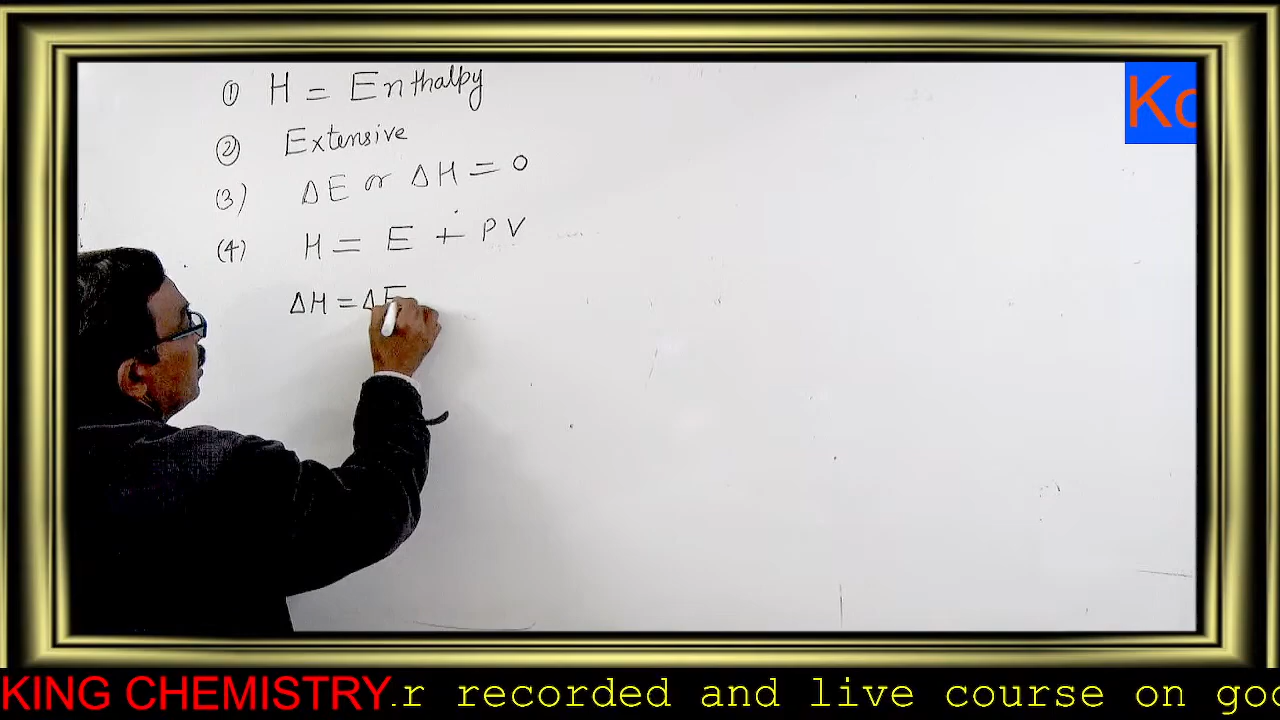 ① H = Enthalpy
Ko
② Extensive
(3) ΔE or ΔH = 0
(4) H = E + PV
ΔH = ΔE
KING CHEMISTRY.r recorded and live course on goo